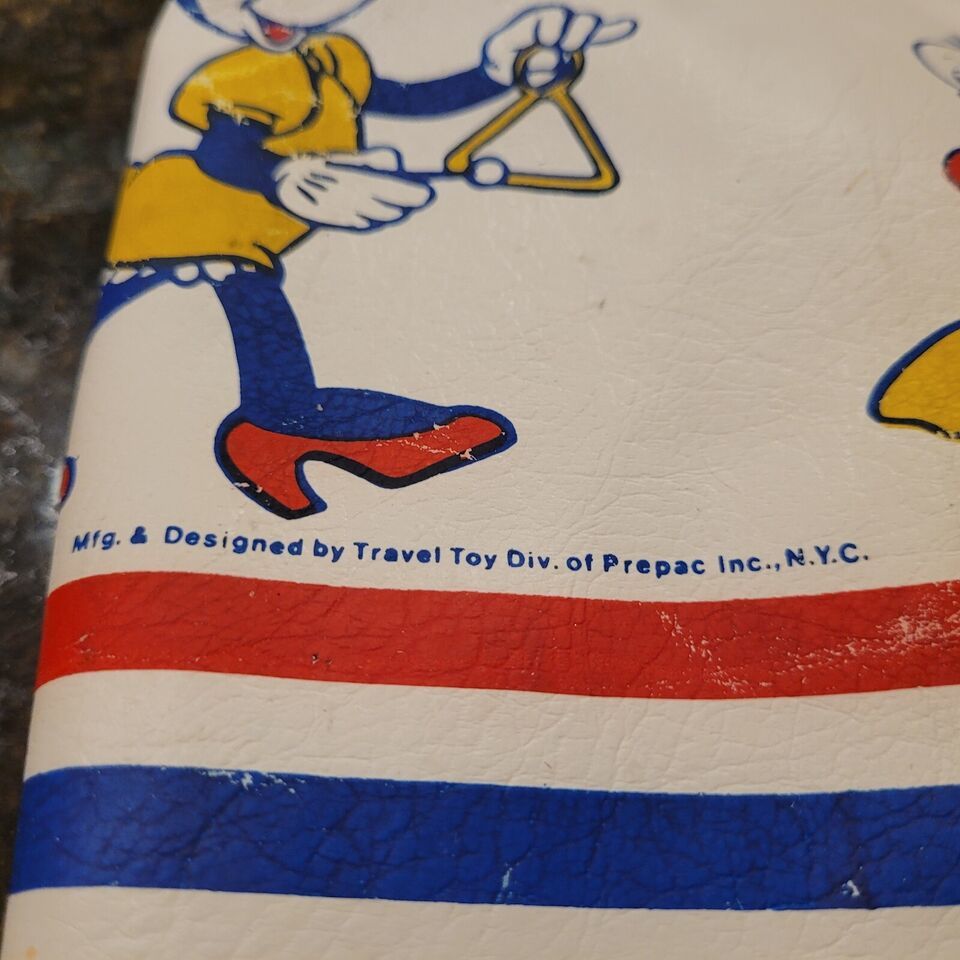 Mfg. & Designed by Travel Toy Div. of Prepac Inc., N.Y.C.